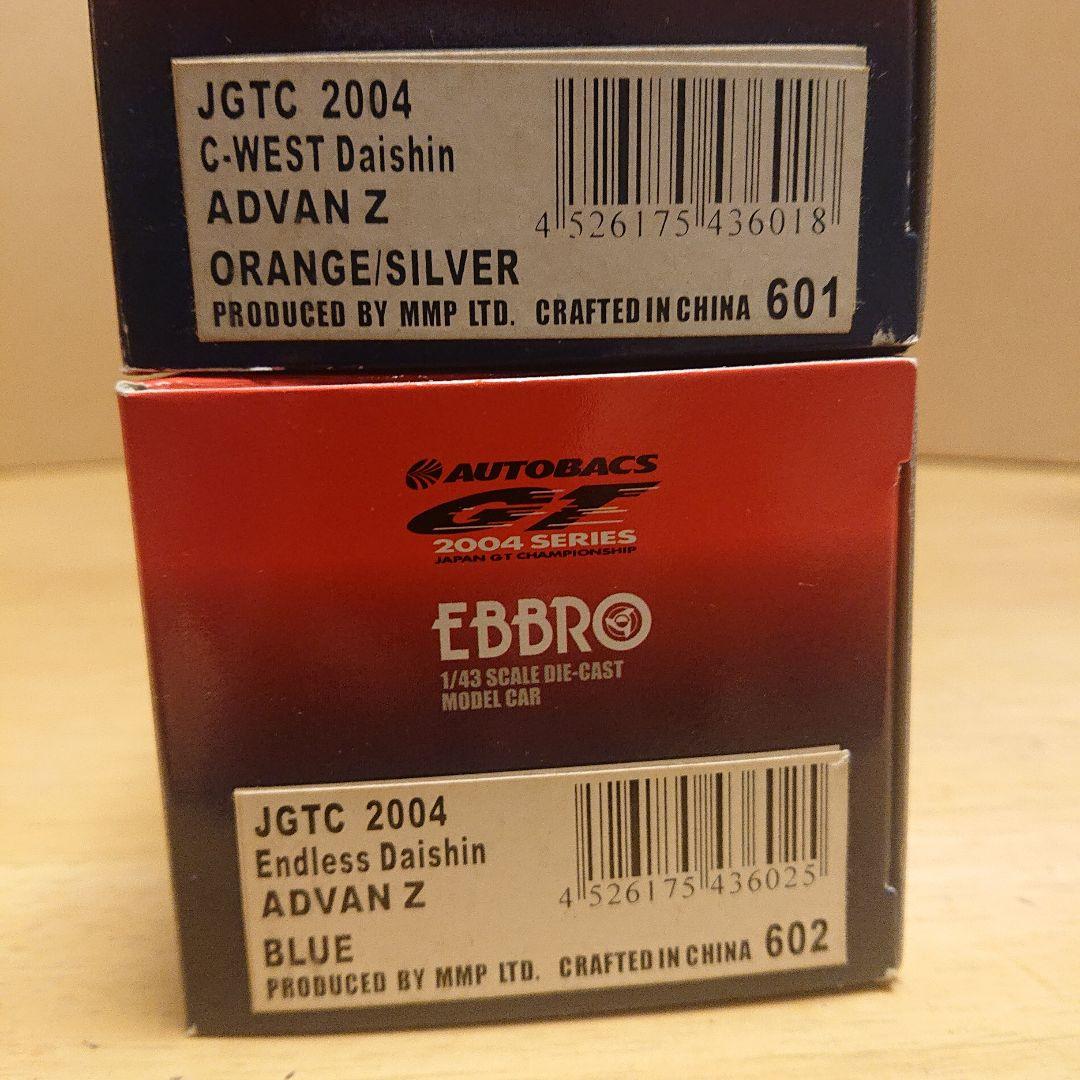 JGTC 2004
C-WEST Daishin
ADVAN Z
4 526175 436018
ORANGE/SILVER
PRODUCED BY MMP LTD. CRAFTED IN CHINA 601
AUTOBACS
GT
2004 SERIES
JAPAN GT CHAMPIONSHIP
EBBRO
1/43 SCALE DIE-CAST
MODEL CAR
JGTC 2004
Endless Daishin
ADVAN Z
4 526175 436025
BLUE
PRODUCED BY MMP LTD. CRAFTED IN CHINA 602